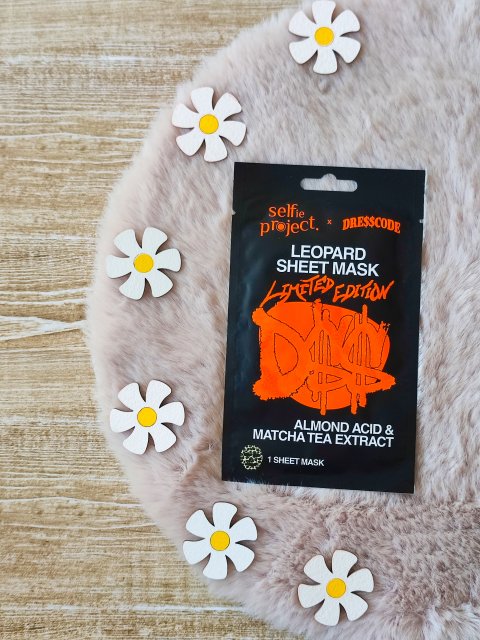 selfie
project. x DRE$$CODE
LEOPARD
SHEET MASK
LIMITED EDITION
D$$C
ALMOND ACID &
MATCHA TEA EXTRACT
1 SHEET MASK